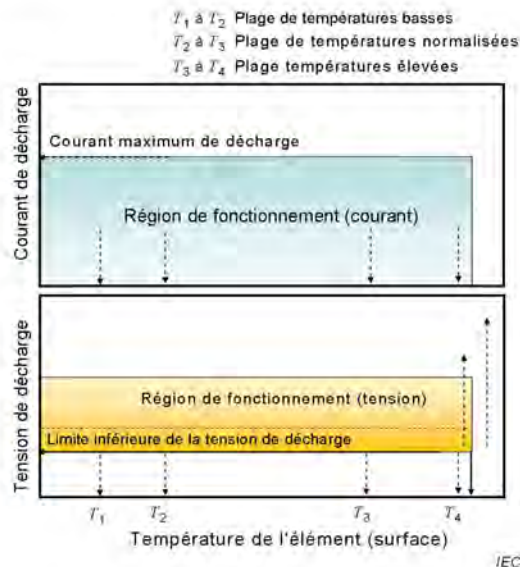 T1 à T2 Plage de températures basses
T2 à T3 Plage de températures normalisées
T3 à T4 Plage températures élevées
Courant de décharge
Courant maximum de décharge
Région de fonctionnement (courant)
Tension de décharge
Région de fonctionnement (tension)
Limite inférieure de la tension de décharge
T1 T2 T3 T4
Température de l'élément (surface)
IEC